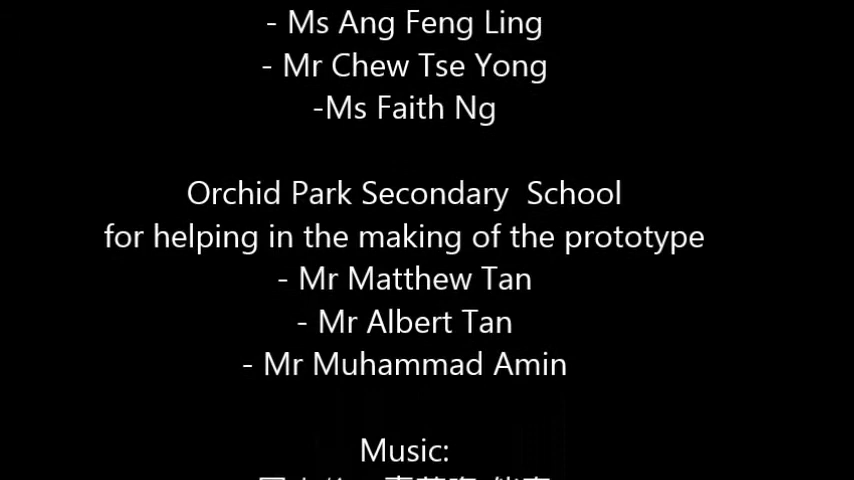 - Ms Ang Feng Ling
- Mr Chew Tse Yong
-Ms Faith Ng
Orchid Park Secondary  School
for helping in the making of the prototype
- Mr Matthew Tan
- Mr Albert Tan
- Mr Muhammad Amin
Music: